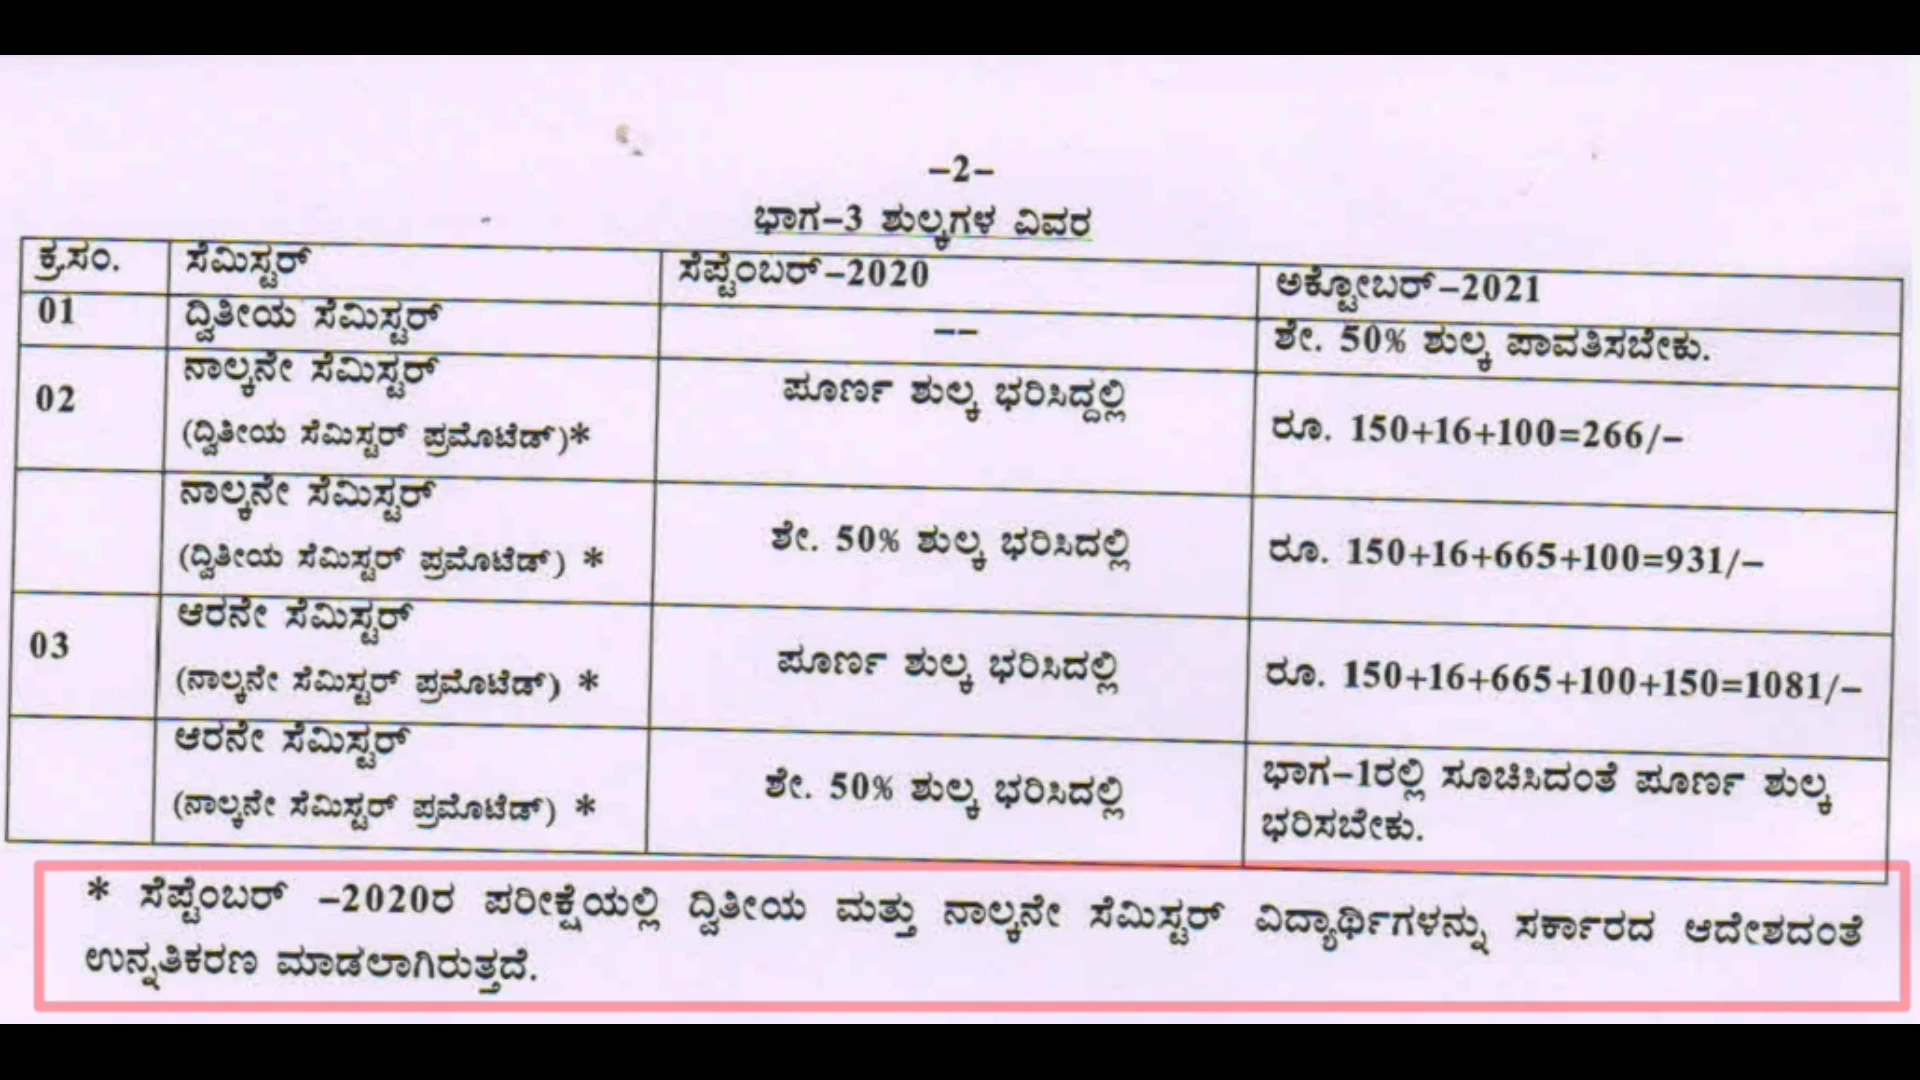 –2–
ಭಾಗ–3 ಶುಲ್ಕಗಳ ವಿವರ
ಕ್ರ.ಸಂ. ಸೆಮಿಸ್ಟರ್ ಸೆಪ್ಟೆಂಬರ್–2020 ಅಕ್ಟೋಬರ್–2021
01 ದ್ವಿತೀಯ ಸೆಮಿಸ್ಟರ್ –– ಶೇ. 50% ಶುಲ್ಕ ಪಾವತಿಸಬೇಕು.
02 ನಾಲ್ಕನೇ ಸೆಮಿಸ್ಟರ್ ಪೂರ್ಣ ಶುಲ್ಕ ಭರಿಸಿದ್ದಲ್ಲಿ ರೂ. 150+16+100=266/–
(ದ್ವಿತೀಯ ಸೆಮಿಸ್ಟರ್ ಪ್ರಮೊಟೆಡ್)*
ನಾಲ್ಕನೇ ಸೆಮಿಸ್ಟರ್ ಶೇ. 50% ಶುಲ್ಕ ಭರಿಸಿದಲ್ಲಿ ರೂ. 150+16+665+100=931/–
(ದ್ವಿತೀಯ ಸೆಮಿಸ್ಟರ್ ಪ್ರಮೊಟೆಡ್) *
03 ಆರನೇ ಸೆಮಿಸ್ಟರ್ ಪೂರ್ಣ ಶುಲ್ಕ ಭರಿಸಿದಲ್ಲಿ ರೂ. 150+16+665+100+150=1081/–
(ನಾಲ್ಕನೇ ಸೆಮಿಸ್ಟರ್ ಪ್ರಮೊಟೆಡ್) *
ಆರನೇ ಸೆಮಿಸ್ಟರ್ ಶೇ. 50% ಶುಲ್ಕ ಭರಿಸಿದಲ್ಲಿ ಭಾಗ–1ರಲ್ಲಿ ಸೂಚಿಸಿದಂತೆ ಪೂರ್ಣ ಶುಲ್ಕ
(ನಾಲ್ಕನೇ ಸೆಮಿಸ್ಟರ್ ಪ್ರಮೊಟೆಡ್) * ಭರಿಸಬೇಕು.
* ಸೆಪ್ಟೆಂಬರ್ –2020ರ ಪರೀಕ್ಷೆಯಲ್ಲಿ ದ್ವಿತೀಯ ಮತ್ತು ನಾಲ್ಕನೇ ಸೆಮಿಸ್ಟರ್ ವಿದ್ಯಾರ್ಥಿಗಳನ್ನು ಸರ್ಕಾರದ ಆದೇಶದಂತೆ
ಉನ್ನತಿಕರಣ ಮಾಡಲಾಗಿರುತ್ತದೆ.